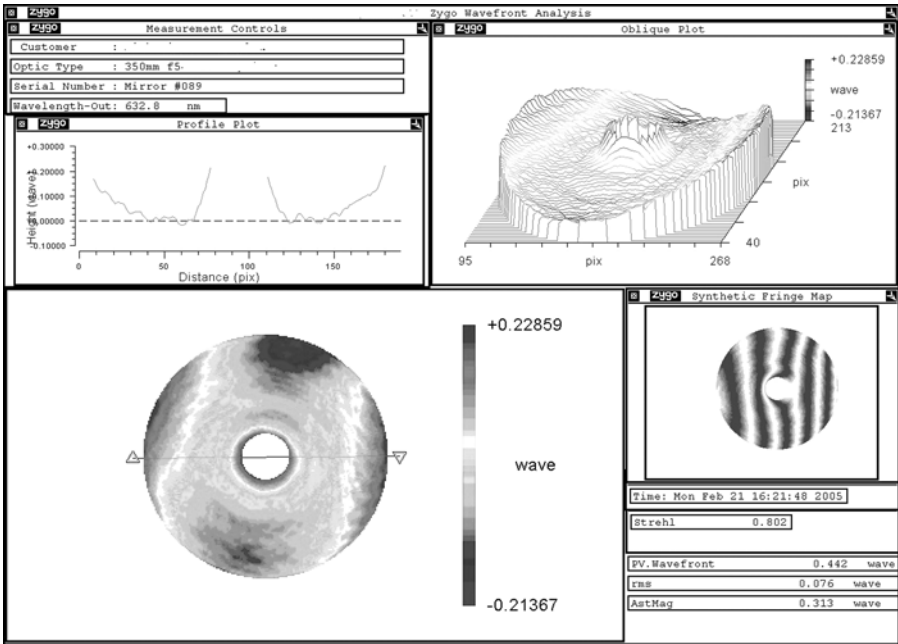 zygo Zygo Wavefront Analysis
zygo Measurement Controls
Customer :
Optic Type : 350mm f5
Serial Number : Mirror #089
Wavelength-Out: 632.8 nm
zygo Profile Plot
+0.30000
+0.20000
+0.10000
+0.00000
-0.10000
Height (wave)
0 50 100 150
Distance (pix)
zygo Oblique Plot
+0.22859
wave
-0.21367
213
pix
40
95 pix 268
+0.22859
wave
-0.21367
zygo Synthetic Fringe Map
Time: Mon Feb 21 16:21:48 2005
Strehl 0.802
PV.Wavefront 0.442 wave
rms 0.076 wave
AstMag 0.313 wave